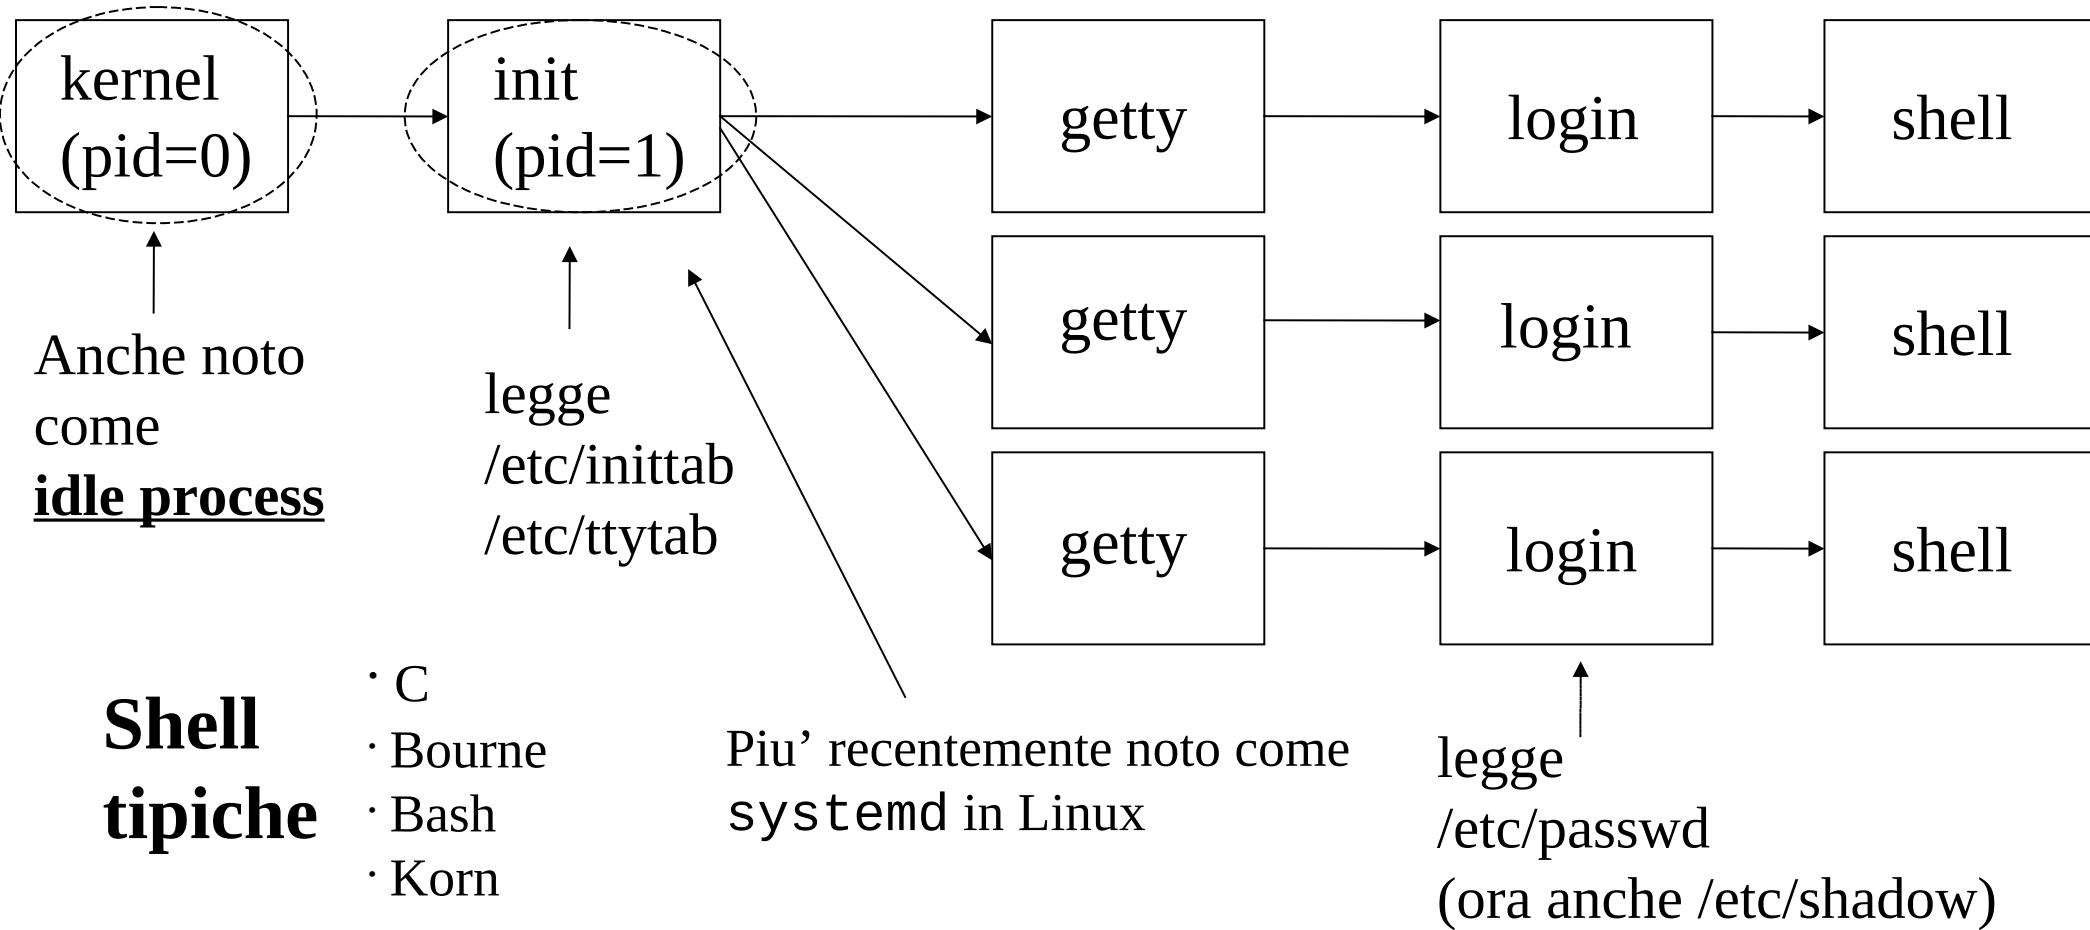 kernel
(pid=0)
init
(pid=1)
getty
login
shell
getty
login
shell
getty
login
shell
Anche noto
come
idle process
legge
/etc/inittab
/etc/ttytab
Shell
tipiche
· C
· Bourne
· Bash
· Korn
Piu’ recentemente noto come
systemd in Linux
legge
/etc/passwd
(ora anche /etc/shadow)